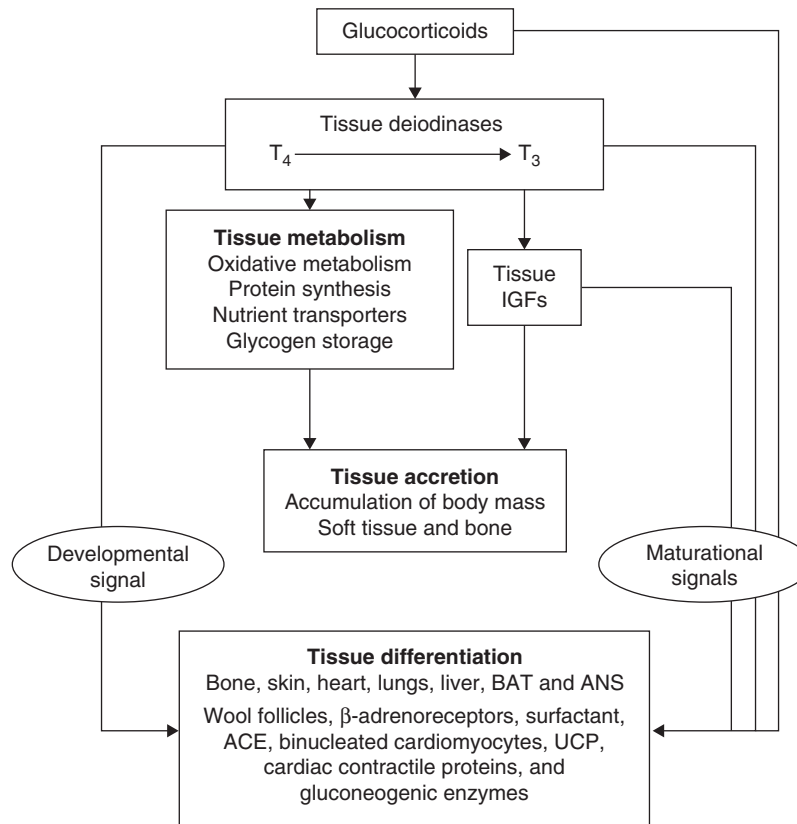 Glucocorticoids
Tissue deiodinases
T₄ T₃
Tissue metabolism
Oxidative metabolism
Protein synthesis
Nutrient transporters
Glycogen storage
Tissue
IGFs
Tissue accretion
Accumulation of body mass
Soft tissue and bone
Developmental
signal
Maturational
signals
Tissue differentiation
Bone, skin, heart, lungs, liver, BAT and ANS
Wool follicles, β-adrenoreceptors, surfactant,
ACE, binucleated cardiomyocytes, UCP,
cardiac contractile proteins, and
gluconeogenic enzymes